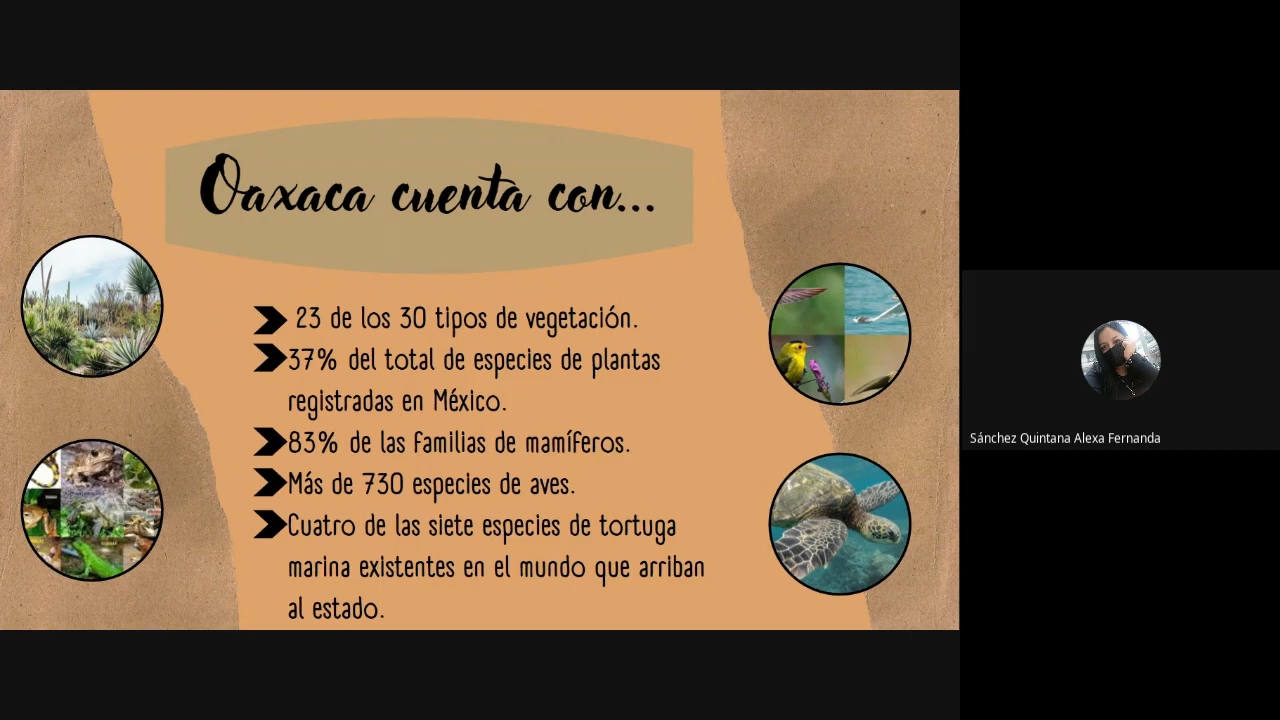 Oaxaca cuenta con...
23 de los 30 tipos de vegetación.
37% del total de especies de plantas
registradas en México.
83% de las familias de mamíferos.
Más de 730 especies de aves.
Cuatro de las siete especies de tortuga
marina existentes en el mundo que arriban
al estado.
Sánchez Quintana Alexa Fernanda